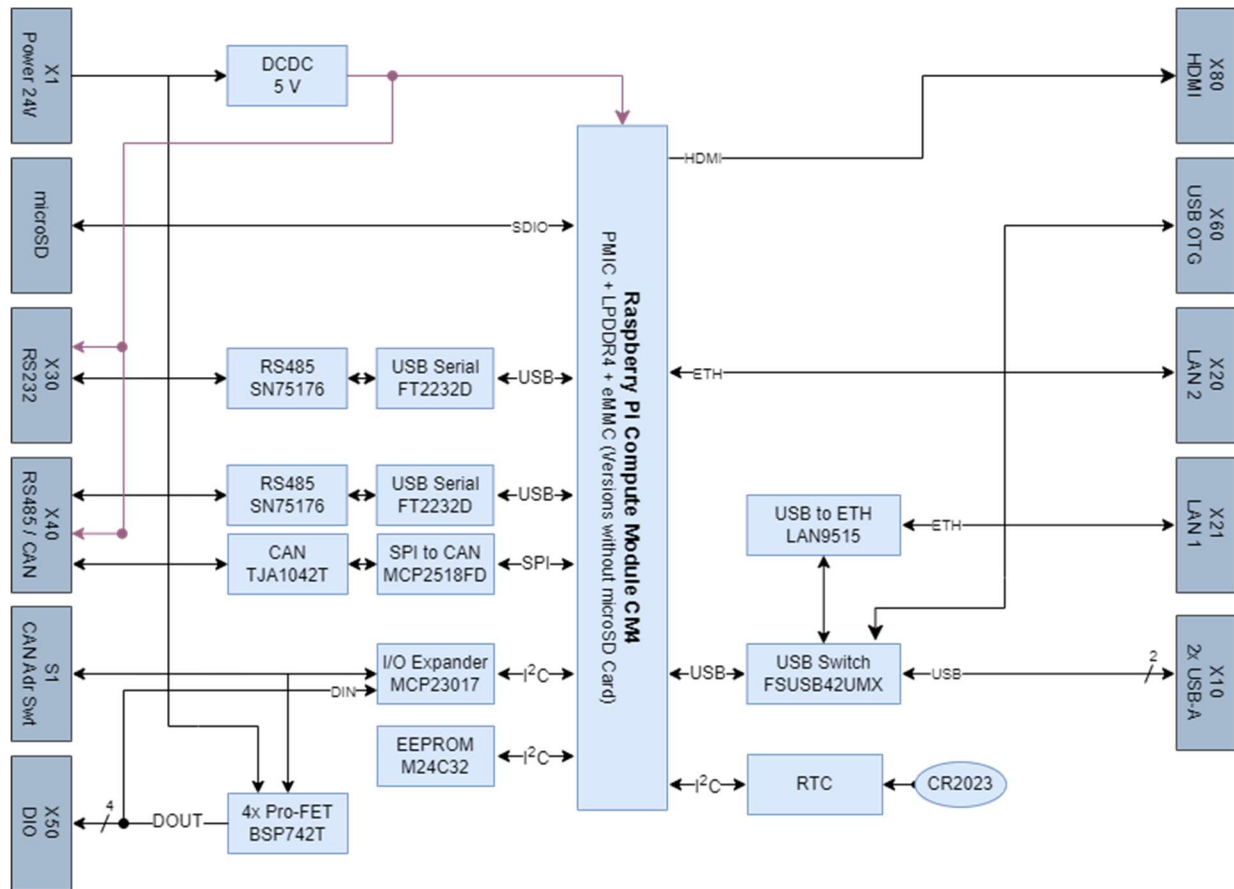 X1
Power 24V
DCDC
5 V
X80
HDMI
HDMI
microSD
SDIO
X60
USB OTG
Raspberry Pi Compute Module CM4
PMIC + LPDDR4 + eMMC (Versions without microSD Card)
X30
RS232
RS485
SN75176
USB Serial
FT2232D
USB
ETH
X20
LAN 2
X40
RS485 / CAN
RS485
SN75176
USB Serial
FT2232D
USB
CAN
TJA1042T
SPI to CAN
MCP2518FD
SPI
USB to ETH
LAN9515
ETH
X21
LAN 1
S1
CAN Adr Swt
DIN
I/O Expander
MCP23017
I²C
USB
USB Switch
FSUSB42UMX
USB
2
X10
2x USB-A
EEPROM
M24C32
I²C
I²C
RTC
CR2023
X50
DIO
4
DOUT
4x Pro-FET
BSP742T